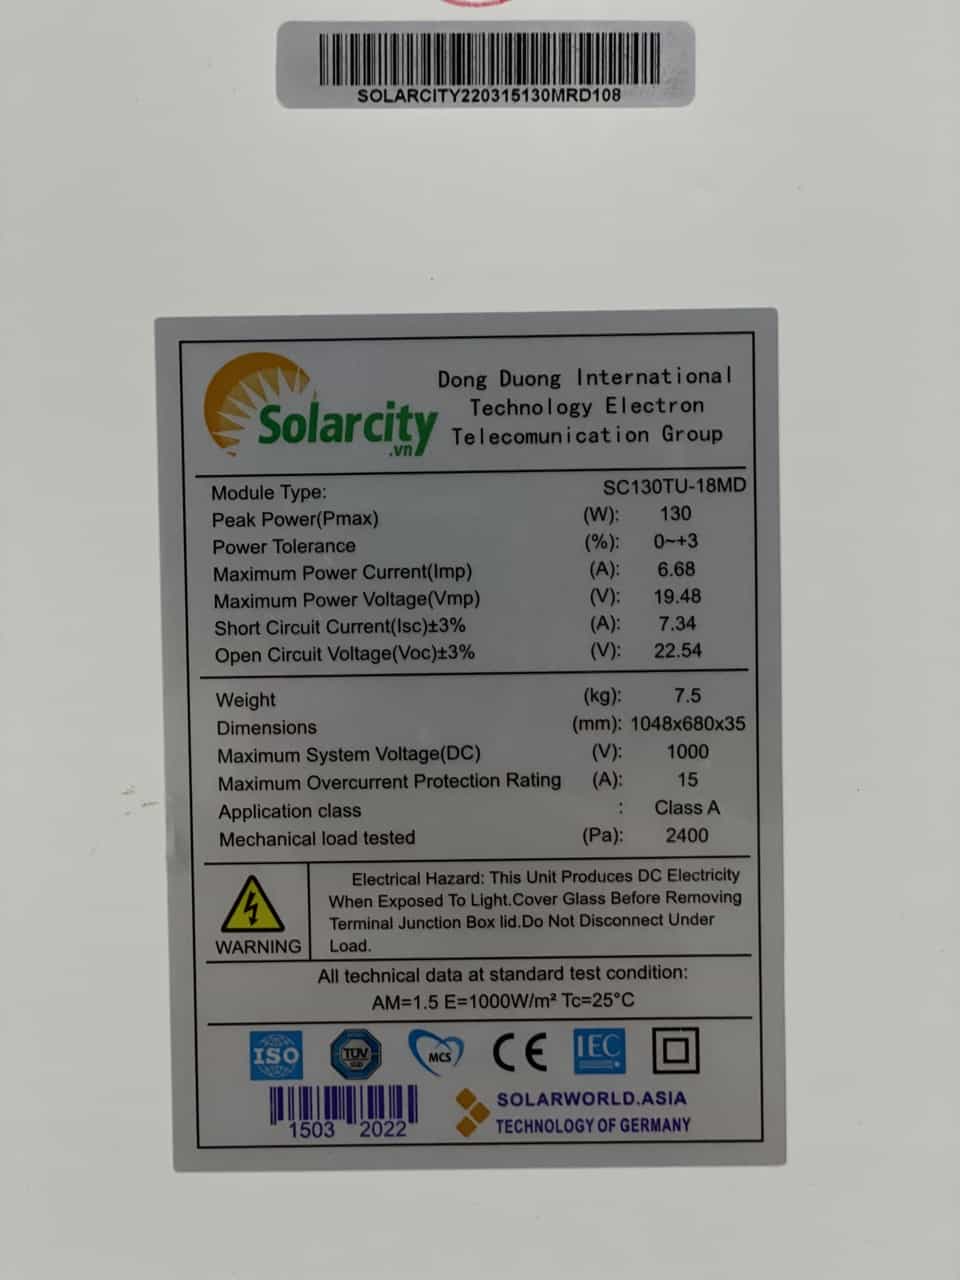 SOLARCITY220315130MRD108
Solarcity
.vn
Dong Duong International
Technology Electron
Telecomunication Group
Module Type: SC130TU-18MD
Peak Power(Pmax) (W): 130
Power Tolerance (%): 0~+3
Maximum Power Current(Imp) (A): 6.68
Maximum Power Voltage(Vmp) (V): 19.48
Short Circuit Current(Isc)±3% (A): 7.34
Open Circuit Voltage(Voc)±3% (V): 22.54
Weight (kg): 7.5
Dimensions (mm): 1048x680x35
Maximum System Voltage(DC) (V): 1000
Maximum Overcurrent Protection Rating (A): 15
Application class : Class A
Mechanical load tested (Pa): 2400
WARNING
Electrical Hazard: This Unit Produces DC Electricity
When Exposed To Light.Cover Glass Before Removing
Terminal Junction Box lid.Do Not Disconnect Under
Load.
All technical data at standard test condition:
AM=1.5 E=1000W/m² Tc=25°C
ISO TÜV MCS CE IEC
1503 2022
SOLARWORLD.ASIA
TECHNOLOGY OF GERMANY